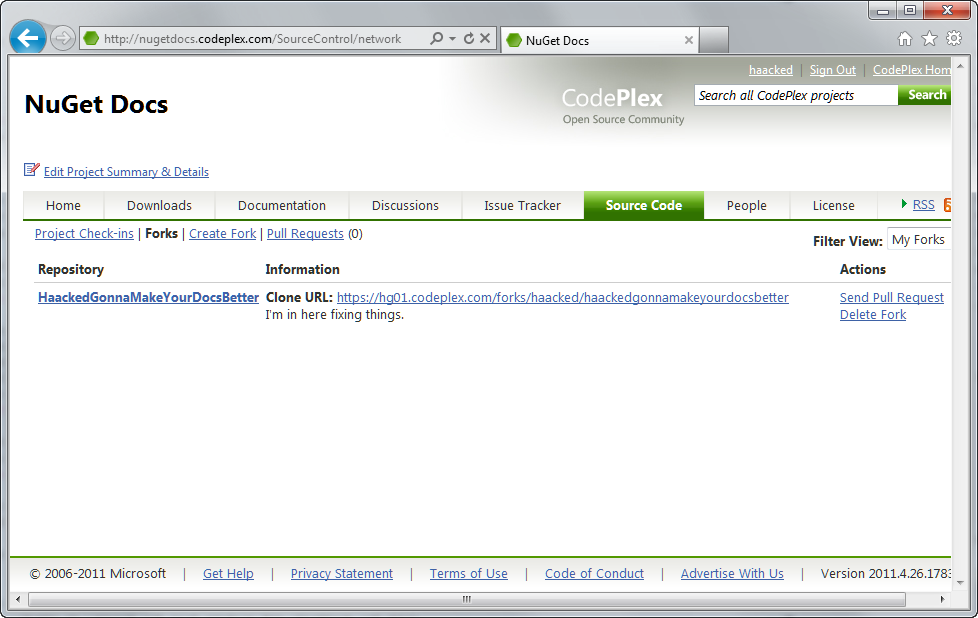 http://nugetdocs.codeplex.com/SourceControl/network
NuGet Docs
haacked | Sign Out | CodePlex Hom
NuGet Docs
CodePlex
Open Source Community
Search all CodePlex projects
Search
Edit Project Summary & Details
Home
Downloads
Documentation
Discussions
Issue Tracker
Source Code
People
License
RSS
Project Check-ins | Forks | Create Fork | Pull Requests (0)
Filter View: My Forks
Repository
Information
Actions
HaackedGonnaMakeYourDocsBetter
Clone URL: https://hg01.codeplex.com/forks/haacked/haackedgonnamakeyourdocsbetter
I'm in here fixing things.
Send Pull Request
Delete Fork
© 2006-2011 Microsoft | Get Help | Privacy Statement | Terms of Use | Code of Conduct | Advertise With Us | Version 2011.4.26.1783